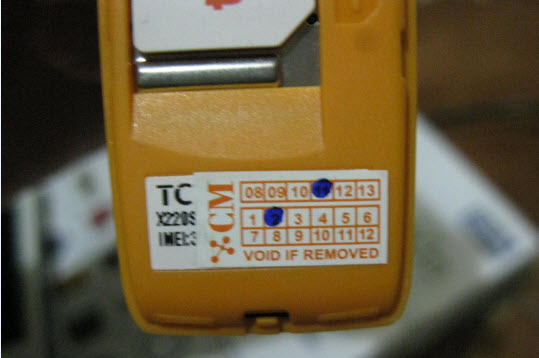 TC
X220S
IMEI:3
CM
08 09 10 11 12 13
1 2 3 4 5 6
7 8 9 10 11 12
VOID IF REMOVED